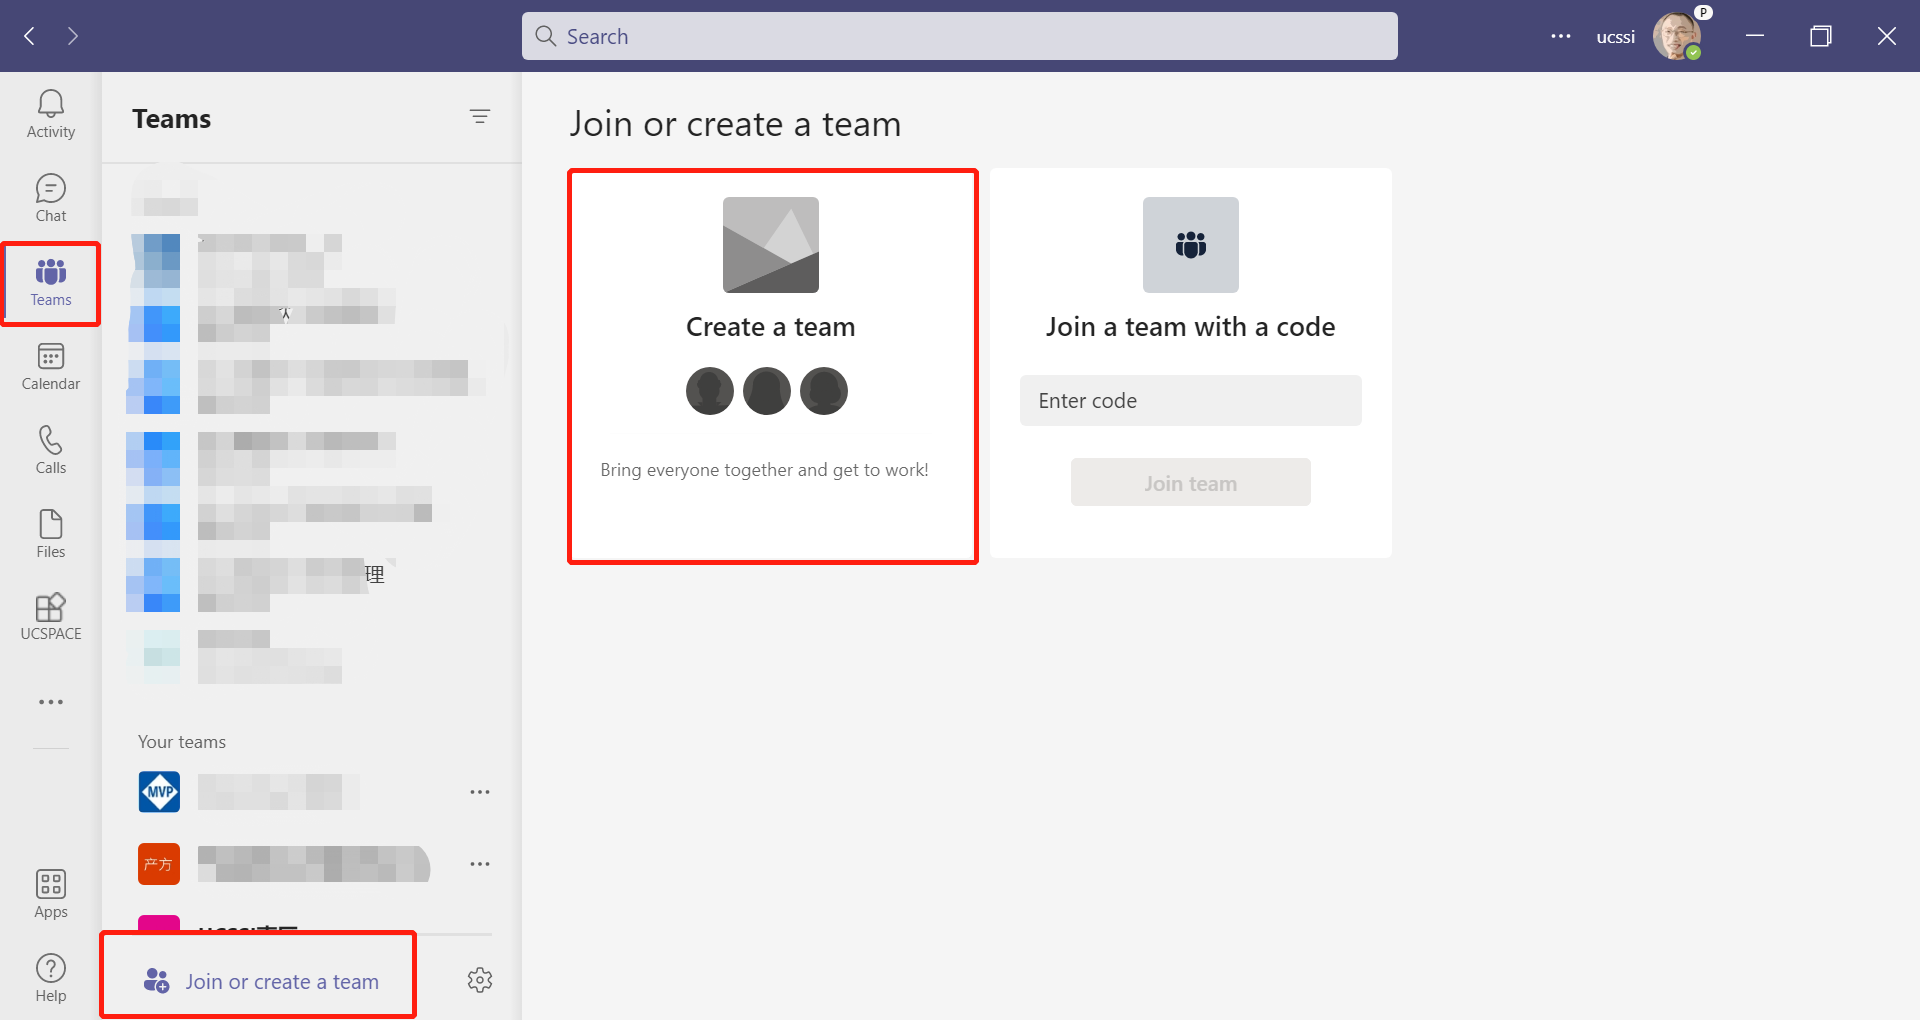 Search
ucssi
P
Activity
Chat
Teams
Calendar
Calls
Files
UCSPACE
Apps
Help
Teams
理
Your teams
MVP
产方
Join or create a team
Join or create a team
Create a team
Bring everyone together and get to work!
Join a team with a code
Enter code
Join team